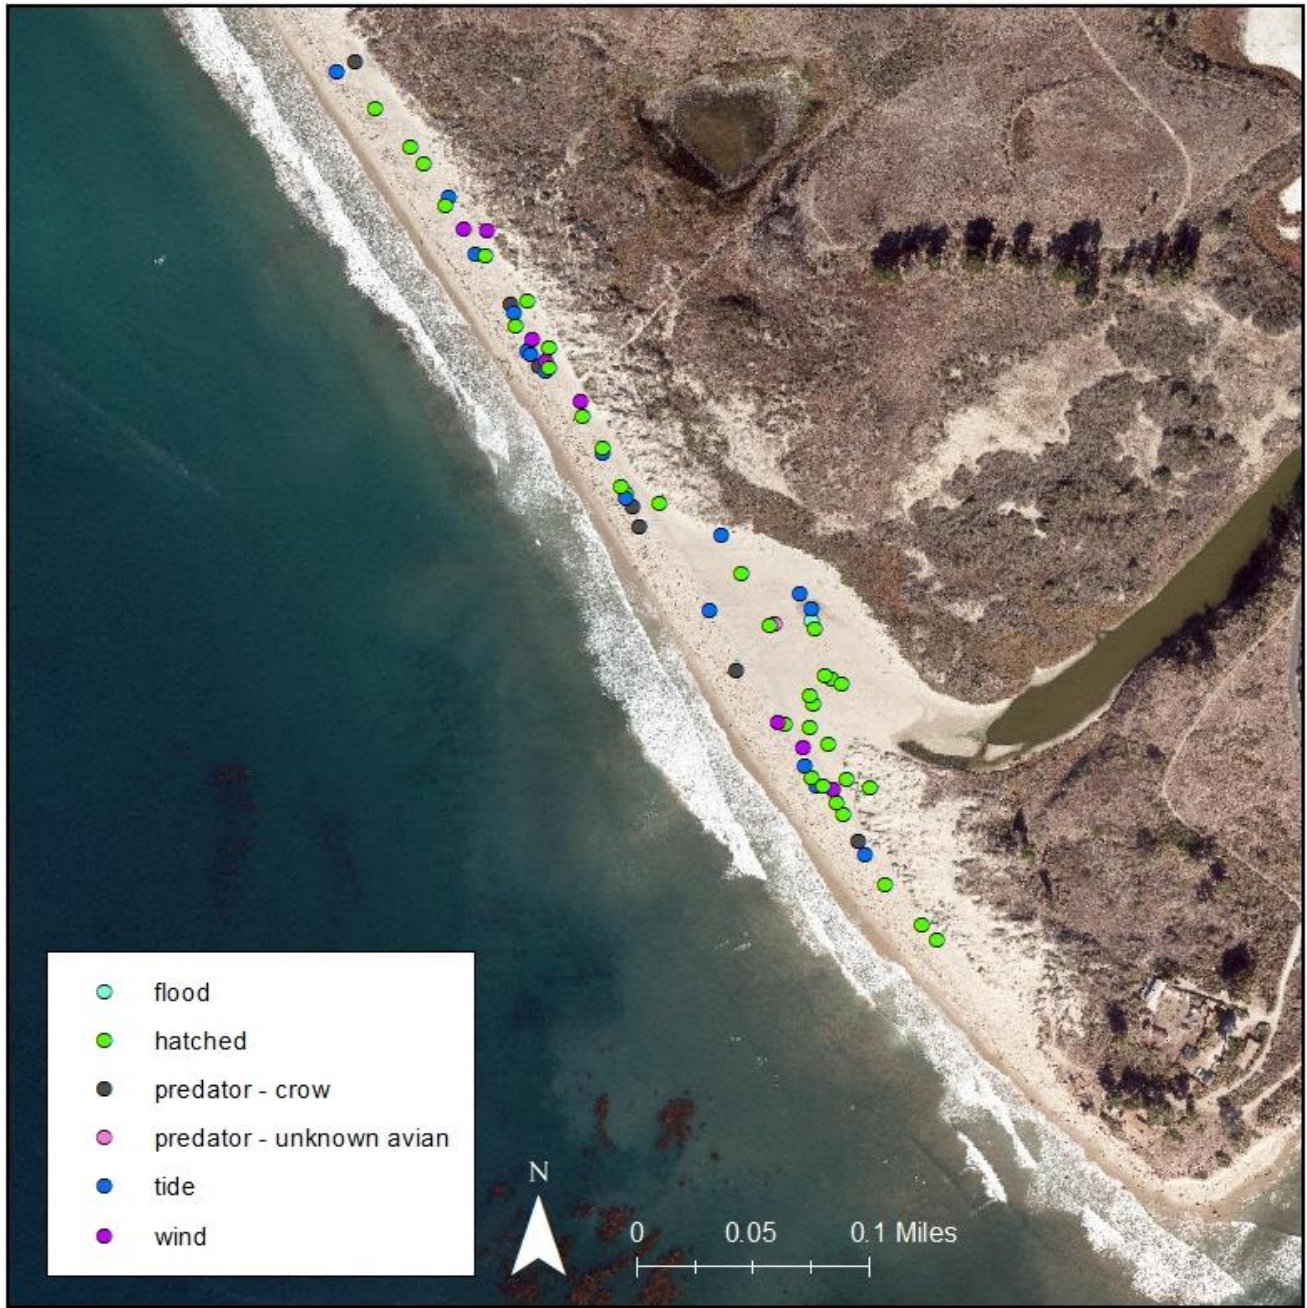 flood
hatched
predator - crow
predator - unknown avian
tide
wind
N
0 0.05 0.1 Miles